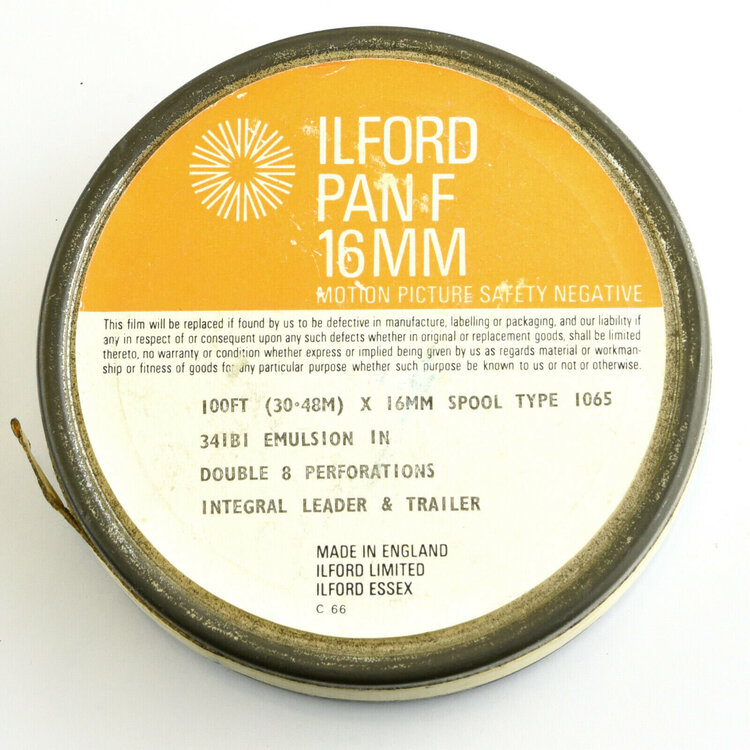 ILFORD
PAN F
16MM
MOTION PICTURE SAFETY NEGATIVE
This film will be replaced if found by us to be defective in manufacture, labelling or packaging, and our liability if
any in respect of or consequent upon any such defects whether in original or replacement goods, shall be limited
thereto, no warranty or condition whether express or implied being given by us as regards material or workman-
ship or fitness of goods for any particular purpose whether such purpose be known to us or not or otherwise.
100FT (30·48M) X 16MM SPOOL TYPE 1065
341B1 EMULSION IN
DOUBLE 8 PERFORATIONS
INTEGRAL LEADER & TRAILER
MADE IN ENGLAND
ILFORD LIMITED
ILFORD ESSEX
C 66